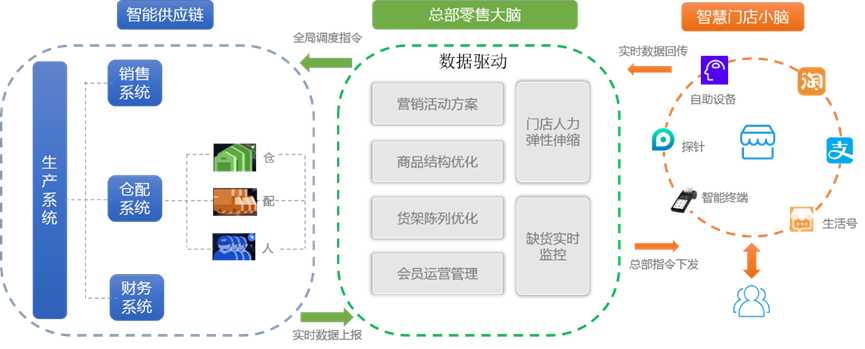 智能供应链
总部零售大脑
智慧门店小脑
全局调度指令
实时数据回传
数据驱动
生产系统
销售
系统
仓配
系统
财务
系统
仓
配
人
营销活动方案
商品结构优化
货架陈列优化
会员运营管理
门店人力
弹性伸缩
缺货实时
监控
自助设备
探针
智能终端
淘
支
生活号
总部指令下发
实时数据上报